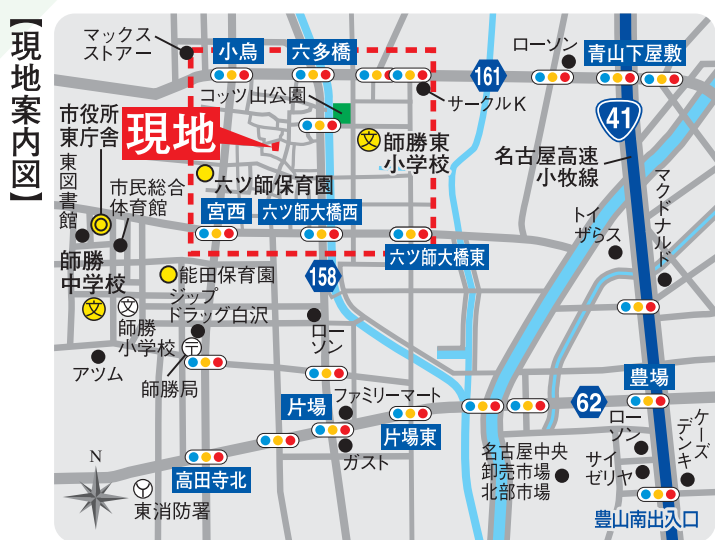 【現地案内図】
マックス
ストアー
小鳥
六多橋
ローソン
青山下屋敷
161
コッツ山公園
サークルK
41
市役所
東庁舎
現地
文
師勝東
小学校
名古屋高速
小牧線
東図書館
市民総合
体育館
六ツ師保育園
マクドナルド
宮西
六ツ師大橋西
トイ
ザらス
六ツ師大橋東
師勝
中学校
能田保育園
158
文
文
師勝
小学校
ジップ
ドラッグ白沢
ローソン
〒
アツム
師勝局
豊場
片場
ファミリーマート
62
片場東
ローソン
ケーズ
デンキ
ガスト
名古屋中央
卸売市場
北部市場
サイ
ゼリヤ
N
高田寺北
東消防署
豊山南出入口